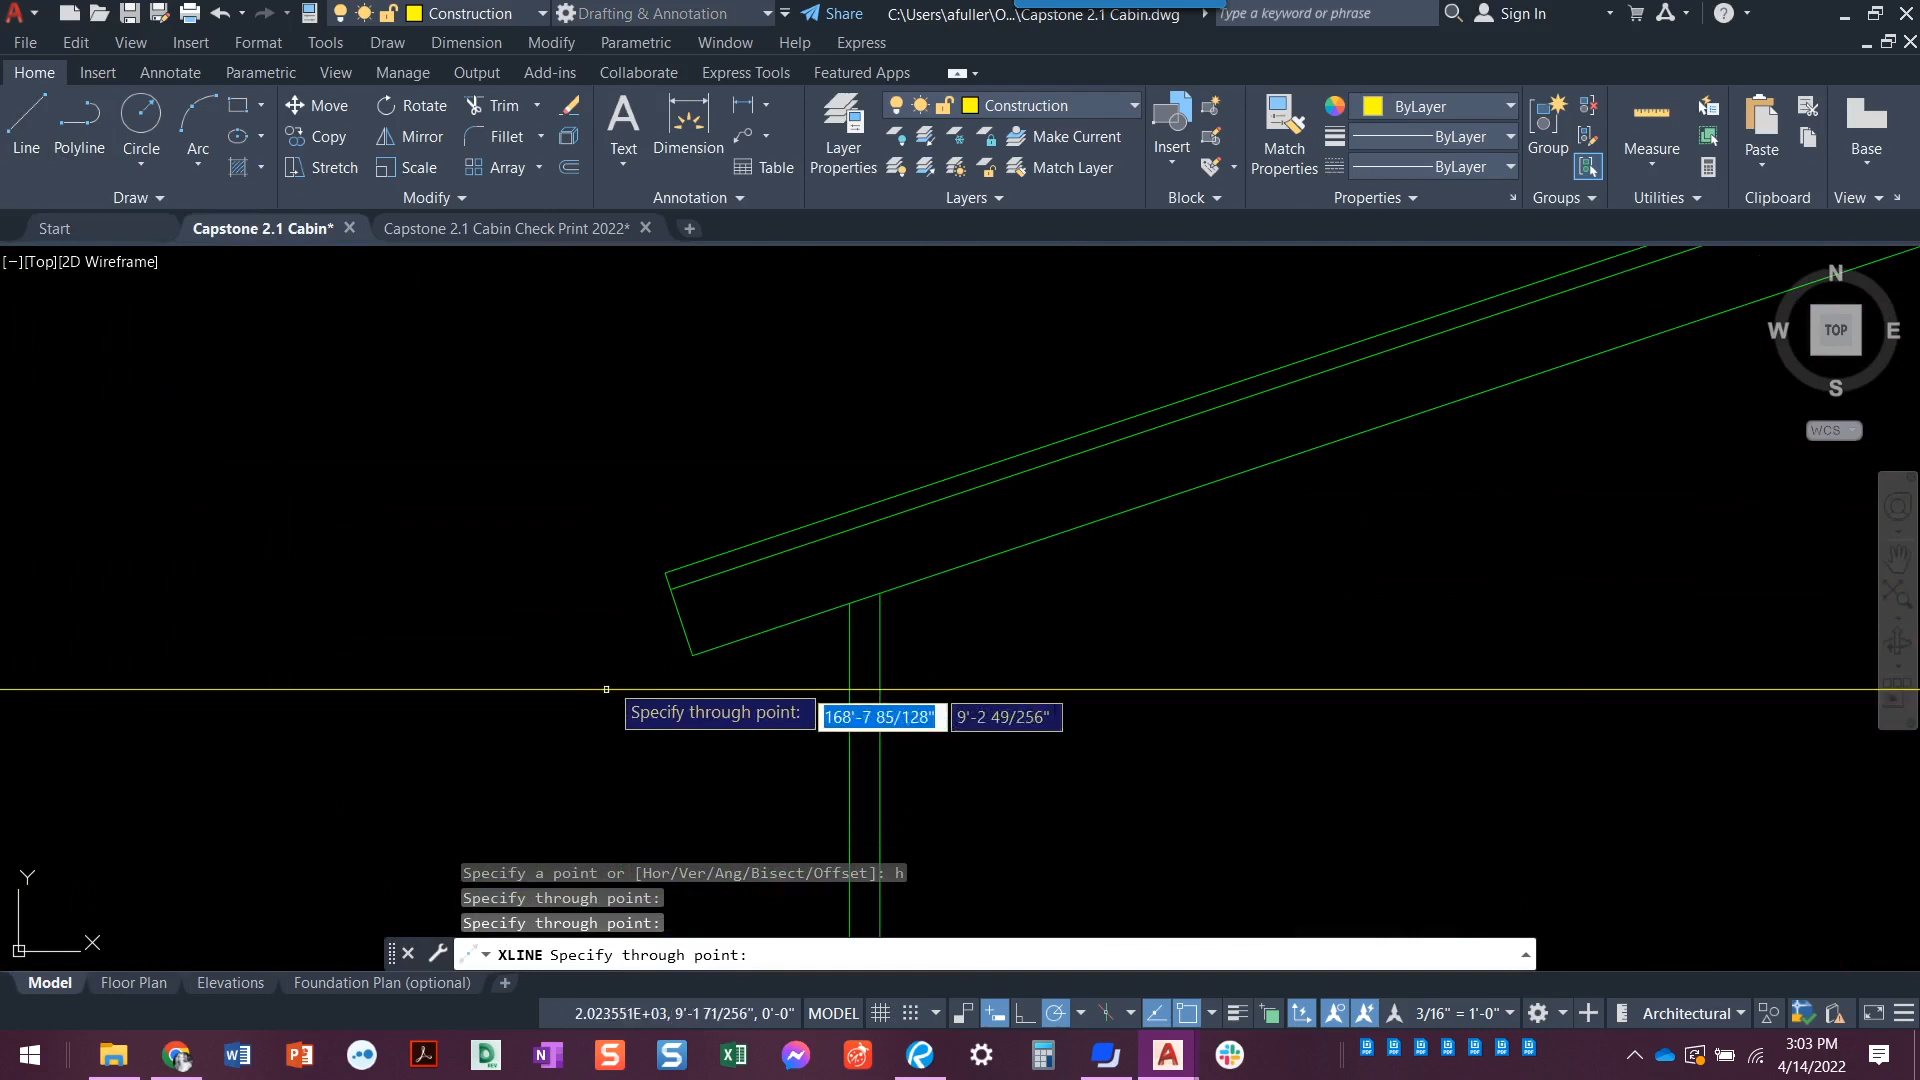 Construction
Drafting & Annotation
Share
C:\Users\afuller\O...\Capstone 2.1 Cabin.dwg
Type a keyword or phrase
Sign In
File Edit View Insert Format Tools Draw Dimension Modify Parametric Window Help Express
Home Insert Annotate Parametric View Manage Output Add-ins Collaborate Express Tools Featured Apps
Line Polyline Circle Arc
Move Rotate Trim
Copy Mirror Fillet
Stretch Scale Array
Text Dimension Table
Layer Properties
Construction
Make Current
Match Layer
Insert
Match Properties
ByLayer
ByLayer
ByLayer
Group
Measure
Paste
Base
Draw Modify Annotation Layers Block Properties Groups Utilities Clipboard View
Start Capstone 2.1 Cabin* Capstone 2.1 Cabin Check Print 2022*
[−][Top][2D Wireframe]
N
W TOP E
S
WCS
Specify through point: 168'-7 85/128" 9'-2 49/256"
Y
X
Specify a point or [Hor/Ver/Ang/Bisect/Offset]: h
Specify through point:
Specify through point:
XLINE Specify through point:
Model Floor Plan Elevations Foundation Plan (optional)
2.023551E+03, 9'-1 71/256", 0'-0" MODEL 3/16" = 1'-0" Architectural
3:03 PM
4/14/2022